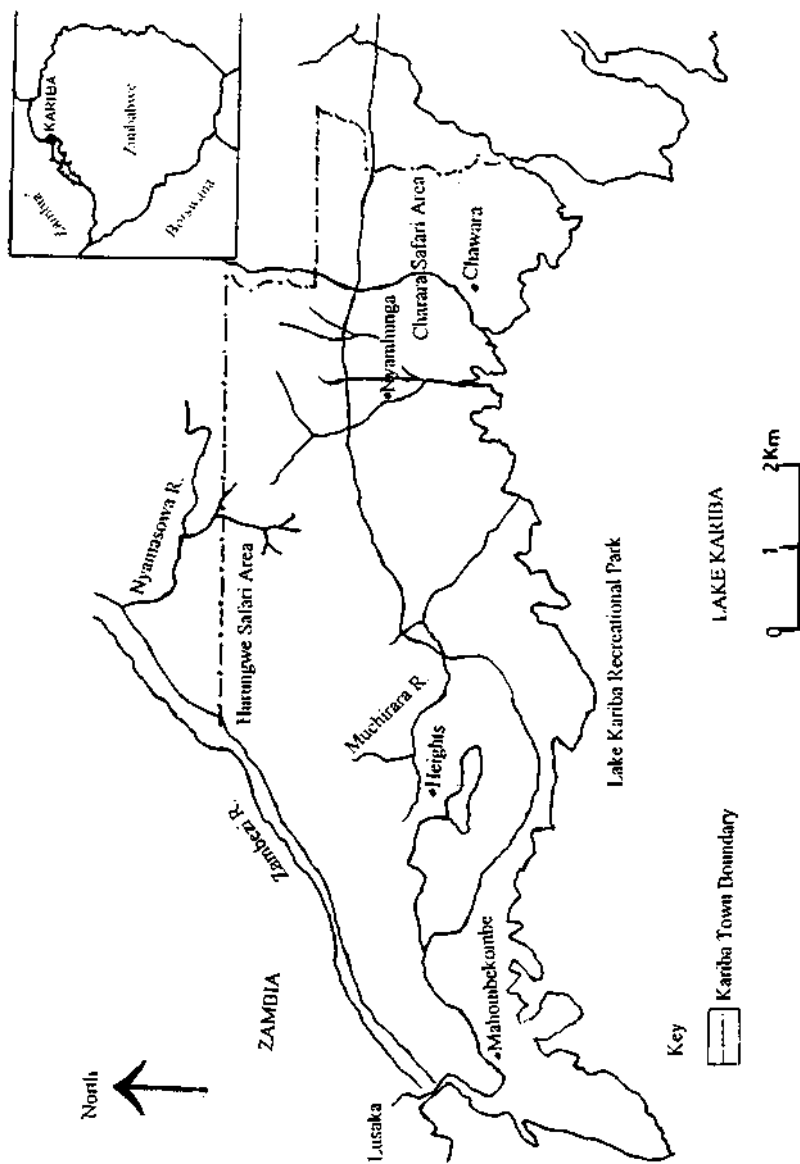 North
ZAMBIA
Lusaka
Zambezi R.
Nyamasowa R.
Hurungwe Safari Area
Muchirara R.
Heights
Mahombekombe
Nyamhunga
Charara Safari Area
Chawara
Lake Kariba Recreational Park
LAKE KARIBA
0 1 2Km
Key
Kariba Town Boundary
KARIBA
Zambia
Zimbabwe
Botswana